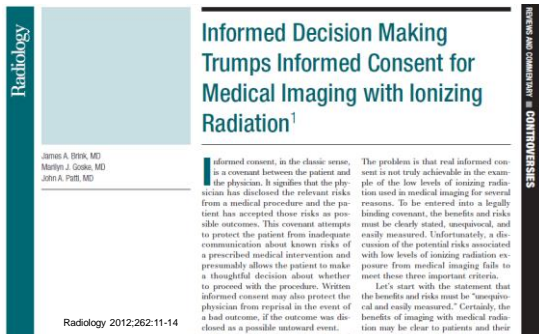 Radiology
Informed Decision Making
Trumps Informed Consent for
Medical Imaging with Ionizing
Radiation1
REVIEWS AND COMMENTARY ■ CONTROVERSIES
James A. Brink, MD
Marilyn J. Goske, MD
John A. Patti, MD
Informed consent, in the classic sense,
is a covenant between the patient and
the physician. It signifies that the phy-
sician has disclosed the relevant risks
from a medical procedure and the pa-
tient has accepted those risks as pos-
sible outcomes. This covenant attempts
to protect the patient from inadequate
communication about known risks of
a prescribed medical intervention and
presumably allows the patient to make
a thoughtful decision about whether
to proceed with the procedure. Written
informed consent may also protect the
physician from reprisal in the event of
a bad outcome, if the outcome was dis-
closed as a possible untoward event.
The problem is that real informed con-
sent is not truly achievable in the exam-
ple of the low levels of ionizing radia-
tion used in medical imaging for several
reasons. To be entered into a legally
binding covenant, the benefits and risks
must be clearly stated, unequivocal, and
easily measured. Unfortunately, a dis-
cussion of the potential risks associated
with low levels of ionizing radiation ex-
posure from medical imaging fails to
meet these three important criteria.
Let's start with the statement that
the benefits and risks must be "unequivo-
cal and easily measured." Certainly, the
benefits of imaging with medical radia-
tion may be clear to patients and their
Radiology 2012;262:11-14